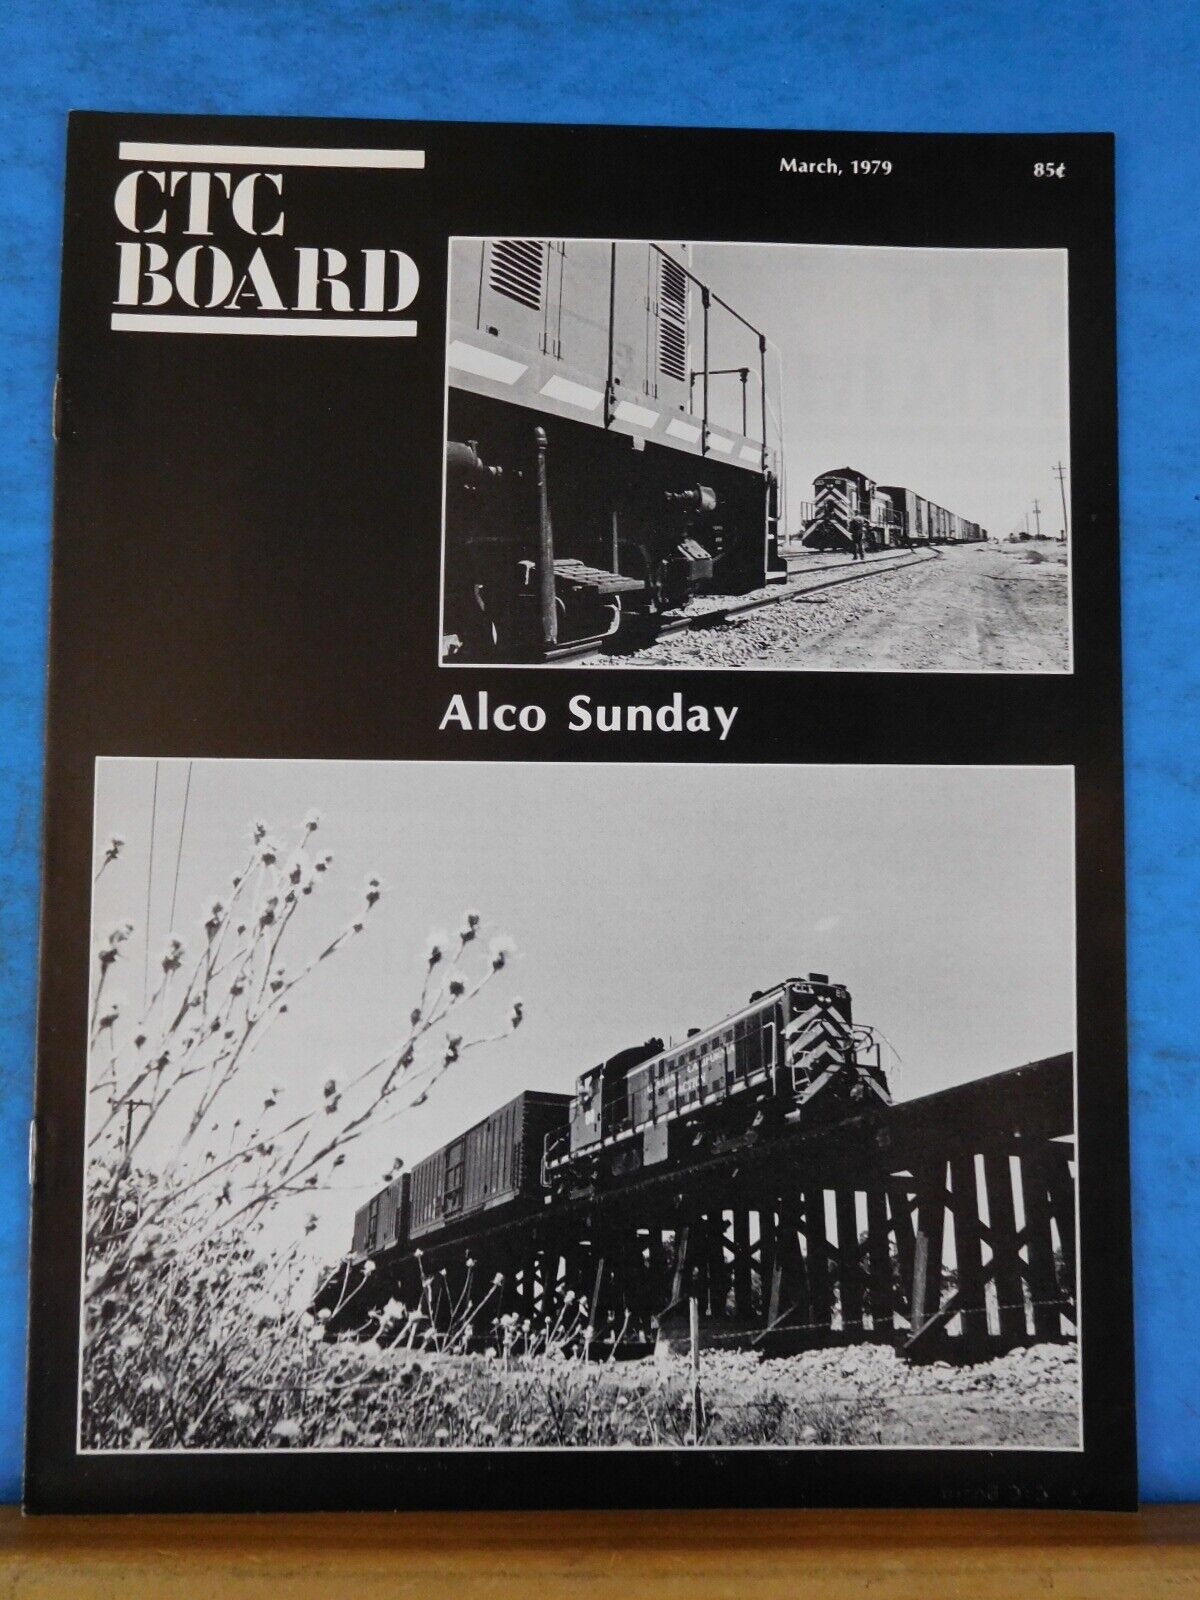 CTC
BOARD
March, 1979
85¢
Alco Sunday